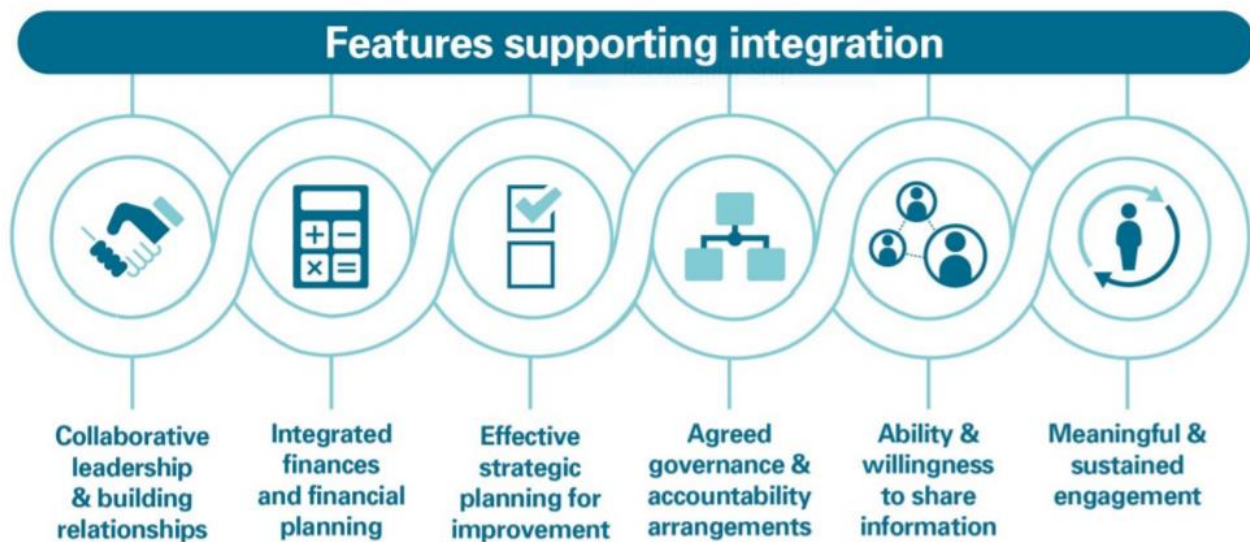 Features supporting integration
Collaborative
leadership
& building
relationships
Integrated
finances
and financial
planning
Effective
strategic
planning for
improvement
Agreed
governance &
accountability
arrangements
Ability &
willingness
to share
information
Meaningful &
sustained
engagement